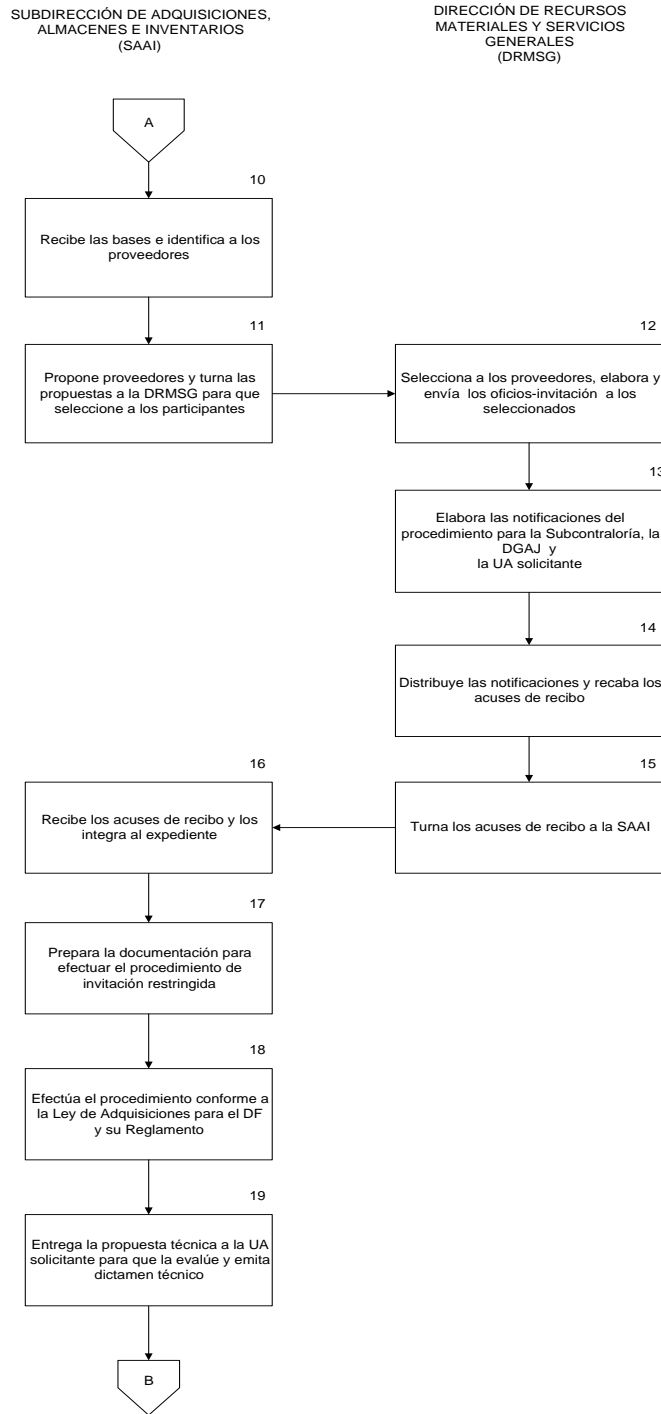 SUBDIRECCIÓN DE ADQUISICIONES,
ALMACENES E INVENTARIOS
(SAAI)
DIRECCIÓN DE RECURSOS
MATERIALES Y SERVICIOS
GENERALES
(DRMSG)
A
10
Recibe las bases e identifica a los
proveedores
11
Propone proveedores y turna las
propuestas a la DRMSG para que
seleccione a los participantes
12
Selecciona a los proveedores, elabora y
envía los oficios-invitación a los
seleccionados
13
Elabora las notificaciones del
procedimiento para la Subcontraloría, la
DGAJ y
la UA solicitante
14
Distribuye las notificaciones y recaba los
acuses de recibo
15
Turna los acuses de recibo a la SAAI
16
Recibe los acuses de recibo y los
integra al expediente
17
Prepara la documentación para
efectuar el procedimiento de
invitación restringida
18
Efectúa el procedimiento conforme a
la Ley de Adquisiciones para el DF
y su Reglamento
19
Entrega la propuesta técnica a la UA
solicitante para que la evalúe y emita
dictamen técnico
B